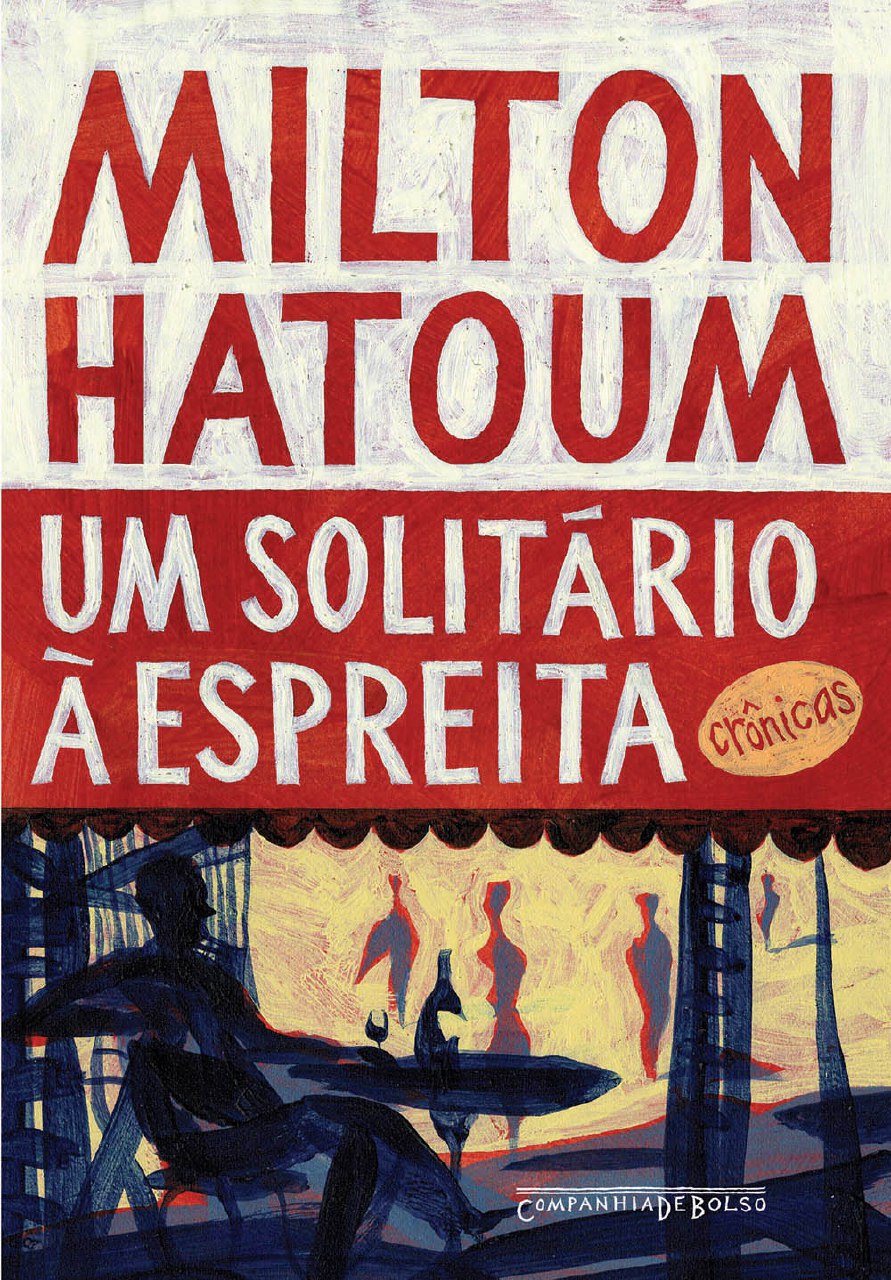 MILTON
HATOUM
UM SOLITÁRIO
À ESPREITA
crônicas
COMPANHIADEBOLSO